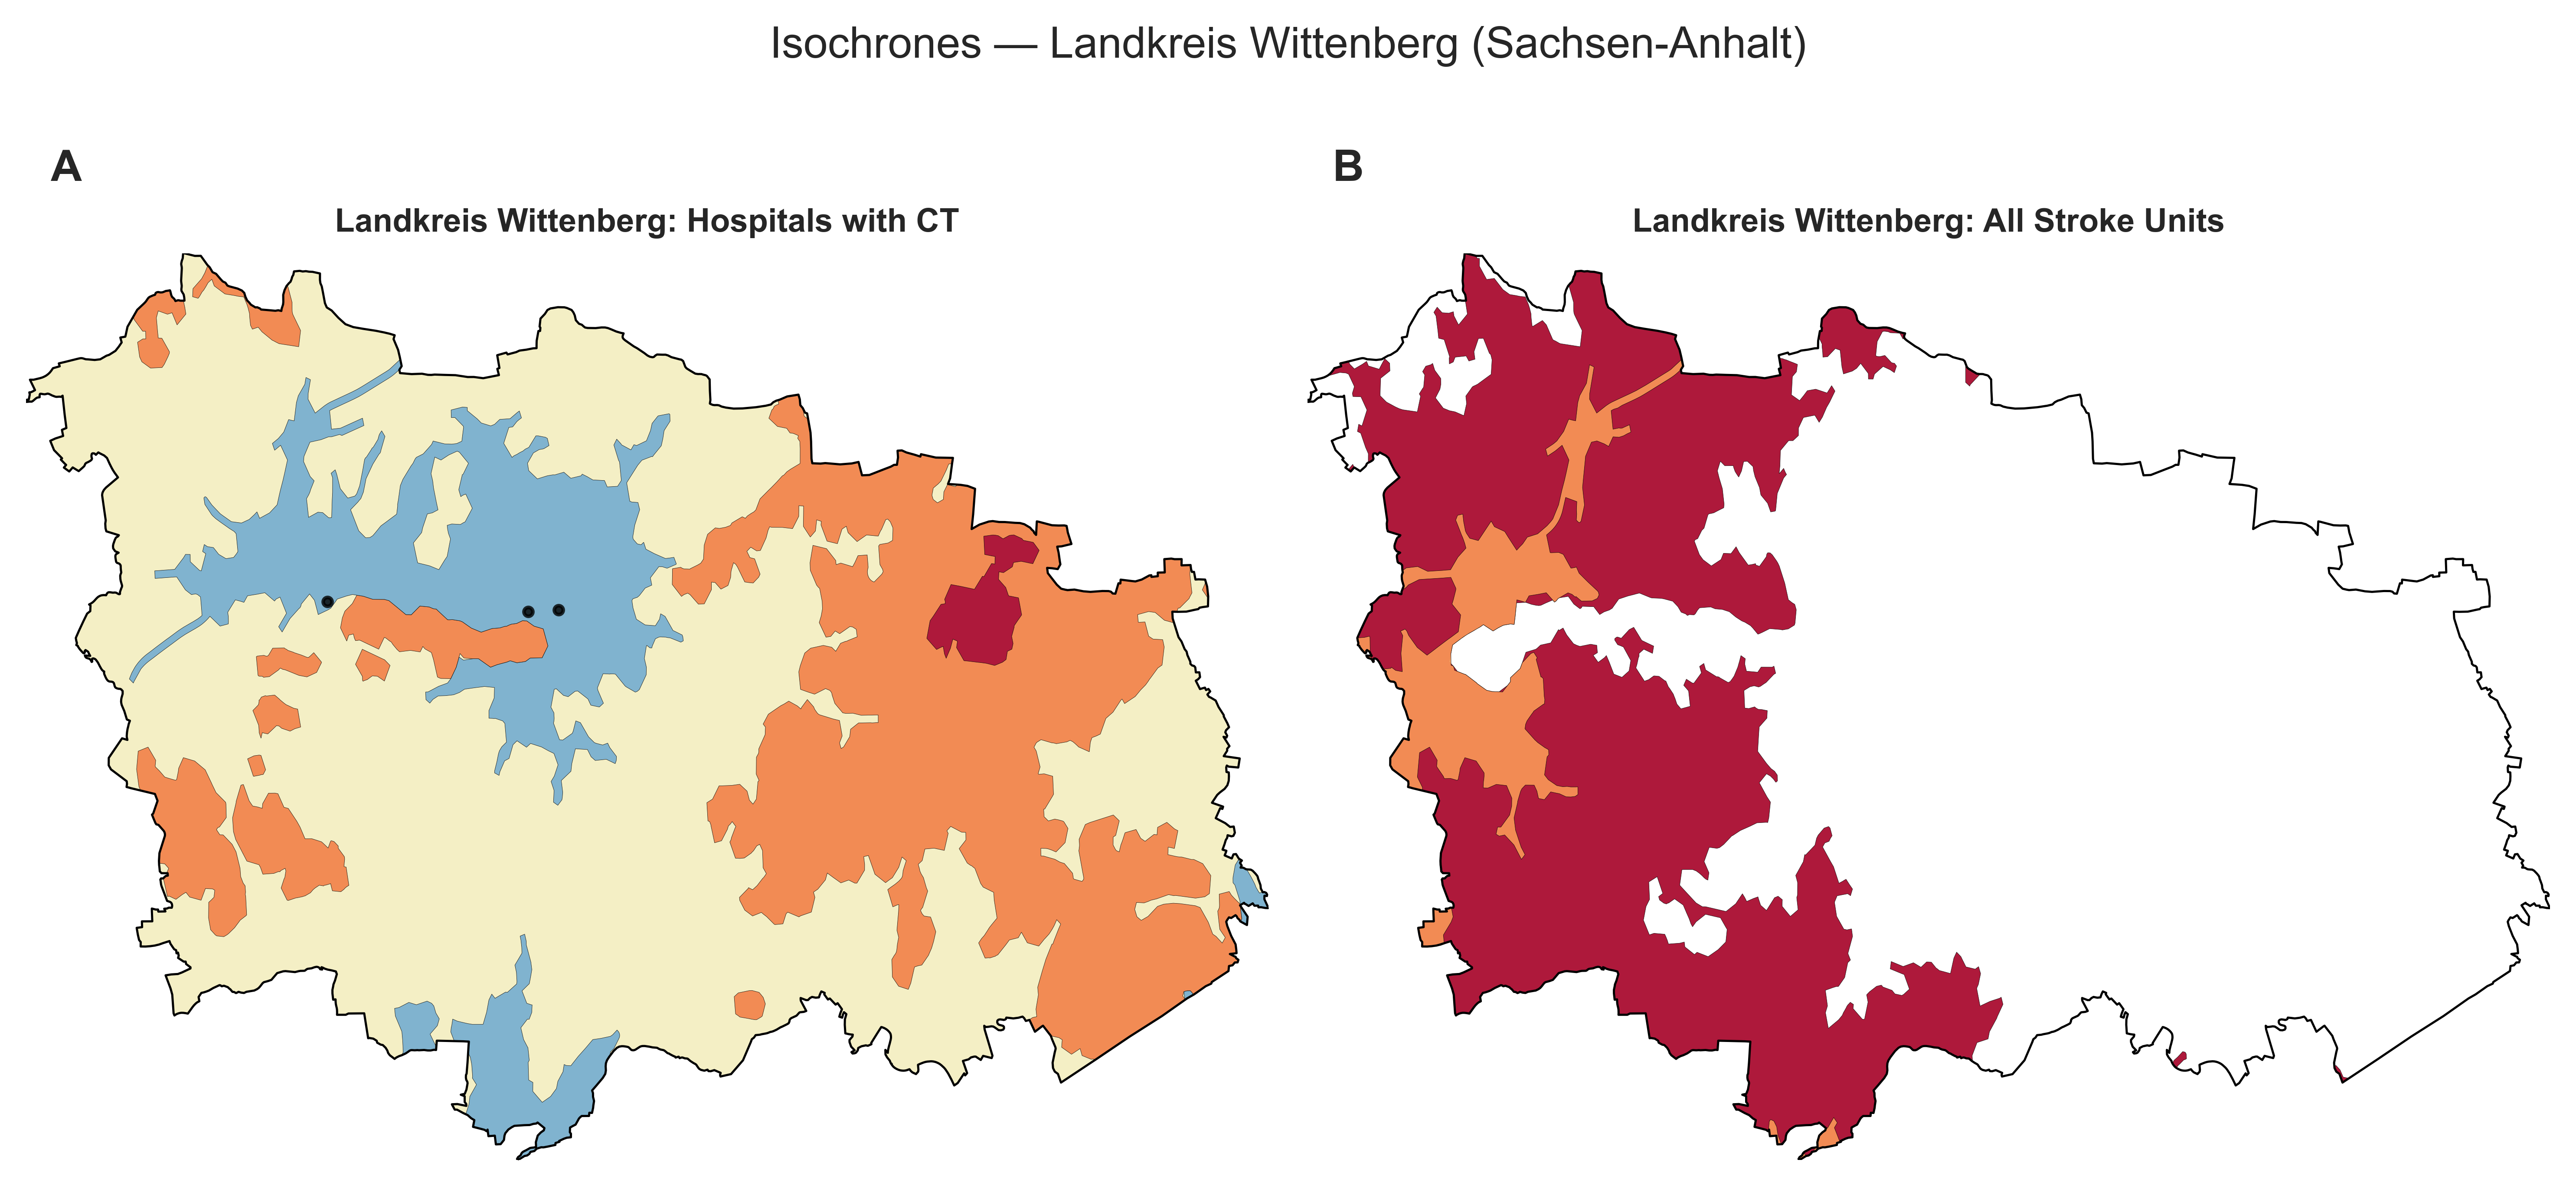 Isochrones — Landkreis Wittenberg (Sachsen-Anhalt)
A
Landkreis Wittenberg: Hospitals with CT
B
Landkreis Wittenberg: All Stroke Units